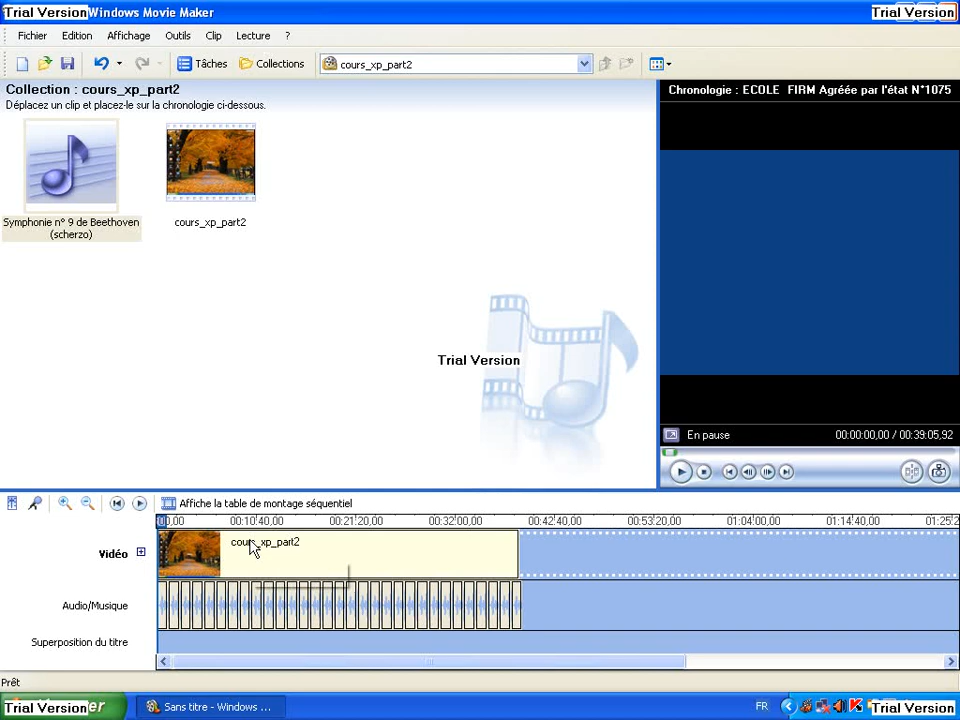 Trial Version Windows Movie Maker Trial Version
Fichier Edition Affichage Outils Clip Lecture ?
Tâches Collections cours_xp_part2
Collection : cours_xp_part2
Déplacez un clip et placez-le sur la chronologie ci-dessous.
Chronologie : ECOLE FIRM Agréée par l'état N°1075
Symphonie n° 9 de Beethoven
(scherzo)
cours_xp_part2
Trial Version
En pause 00:00:00,00 / 00:39:05,92
Affiche la table de montage séquentiel
00:10:40,00 00:21:20,00 00:32:00,00 00:42:40,00 00:53:20,00 01:04:00,00 01:14:40,00
Vidéo
cours_xp_part2
Audio/Musique
Superposition du titre
Prêt
Trial Version Sans titre - Windows ... FR Trial Version